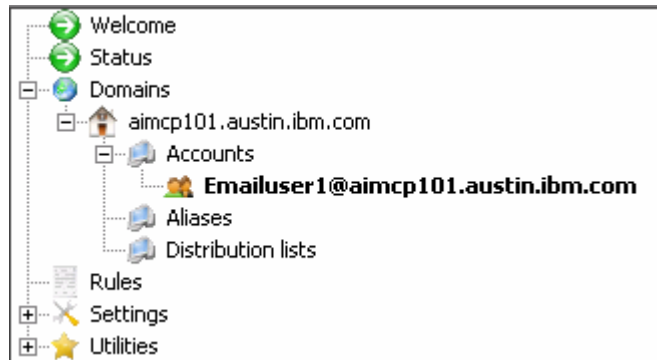 Welcome
Status
Domains
aimcp101.austin.ibm.com
Accounts
Emailuser1@aimcp101.austin.ibm.com
Aliases
Distribution lists
Rules
Settings
Utilities